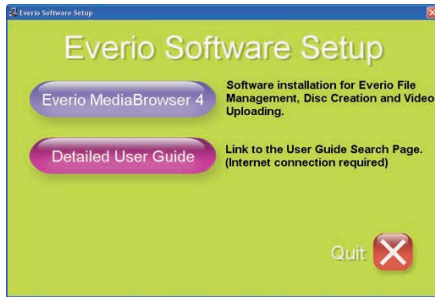 Everio Software Setup
Everio Software Setup
Everio MediaBrowser 4
Software installation for Everio File
Management, Disc Creation and Video
Uploading.
Detailed User Guide
Link to the User Guide Search Page.
(Internet connection required)
Quit